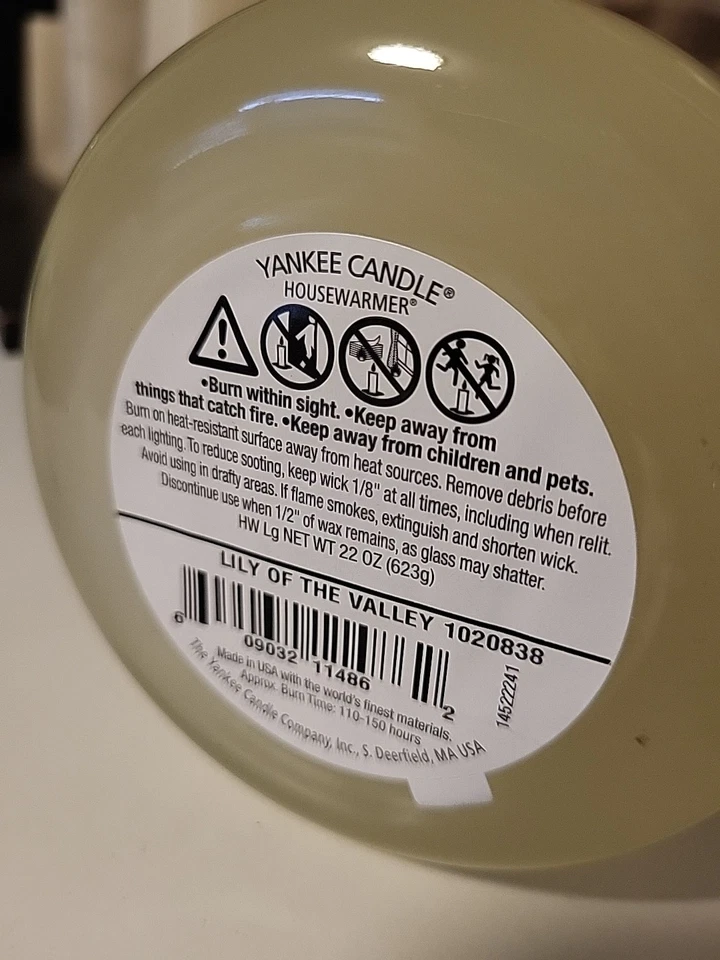 YANKEE CANDLE®
HOUSEWARMER®
•Burn within sight. •Keep away from
things that catch fire. •Keep away from children and pets.
Burn on heat-resistant surface away from heat sources. Remove debris before
each lighting. To reduce sooting, keep wick 1/8" at all times, including when relit.
Avoid using in drafty areas. If flame smokes, extinguish and shorten wick.
Discontinue use when 1/2" of wax remains, as glass may shatter.
HW Lg NET WT 22 OZ (623g)
LILY OF THE VALLEY 1020838
6 09032 11486 2
14522241
Made in USA with the world's finest materials.
Approx. Burn Time: 110-150 hours
The Yankee Candle Company, Inc., S. Deerfield, MA USA